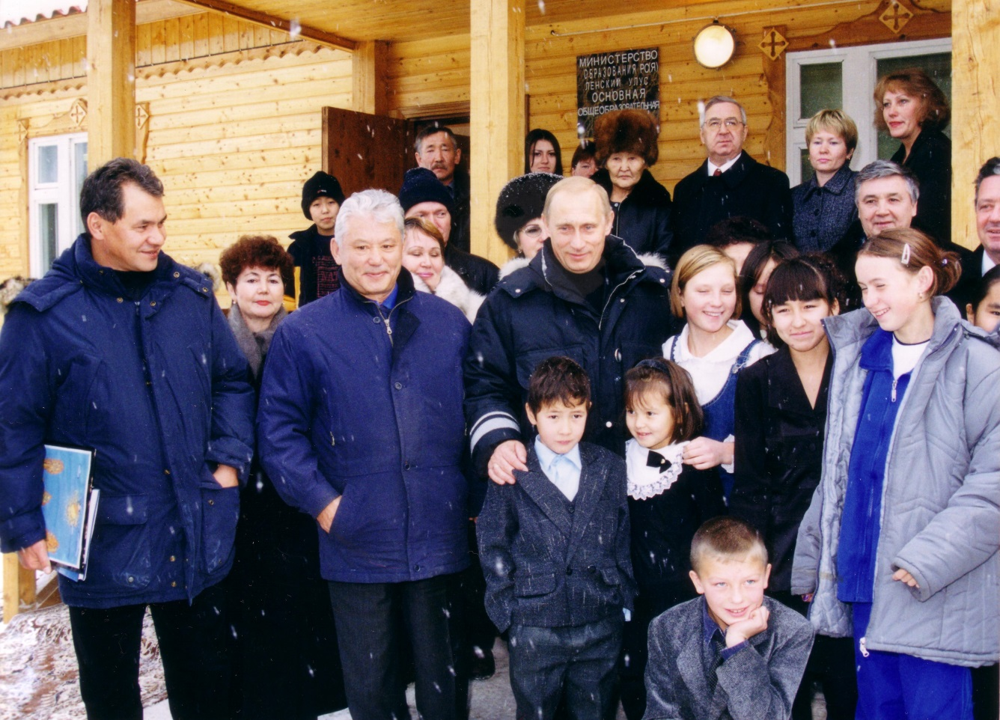 МИНИСТЕРСТВО
ОБРАЗОВАНИЯ РС(Я)
ЛЕНСКИЙ УЛУС
ОСНОВНАЯ
ОБЩЕОБРАЗОВАТЕЛЬНАЯ